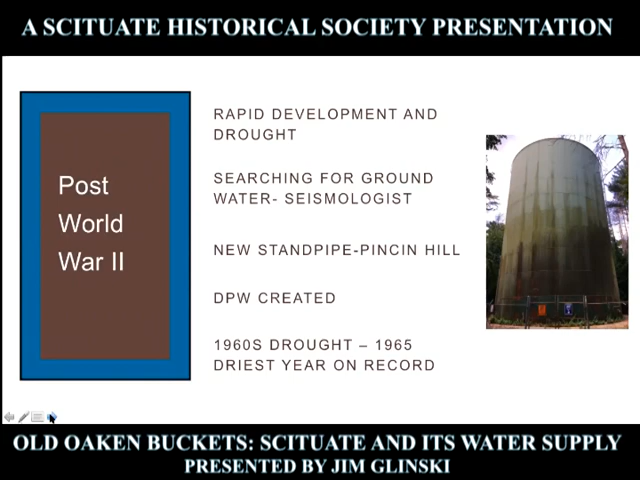 A SCITUATE HISTORICAL SOCIETY PRESENTATION
Post
World
War II
RAPID DEVELOPMENT AND
DROUGHT
SEARCHING FOR GROUND
WATER- SEISMOLOGIST
NEW STANDPIPE-PINCIN HILL
DPW CREATED
1960S DROUGHT – 1965
DRIEST YEAR ON RECORD
OLD OAKEN BUCKETS: SCITUATE AND ITS WATER SUPPLY
PRESENTED BY JIM GLINSKI